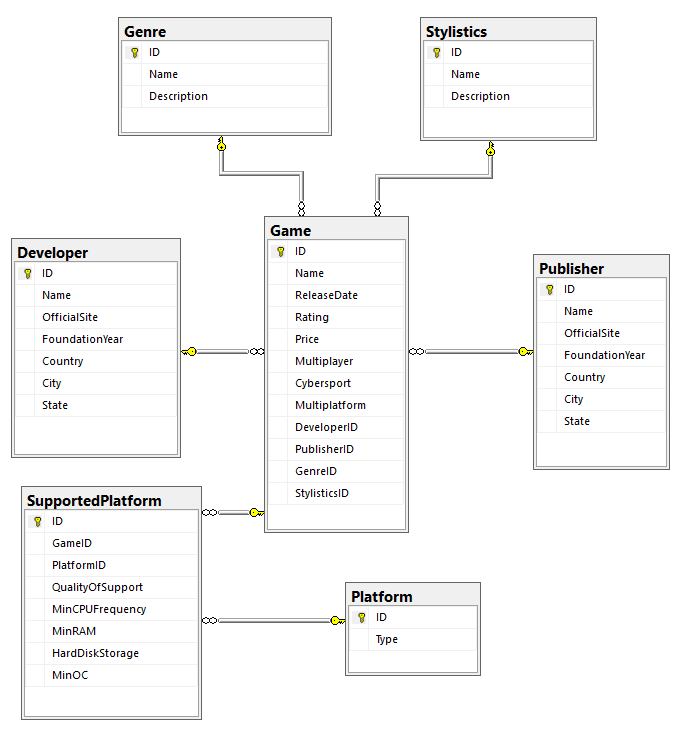 Genre
ID
Name
Description
Stylistics
ID
Name
Description
Game
ID
Name
ReleaseDate
Rating
Price
Multiplayer
Cybersport
Multiplatform
DeveloperID
PublisherID
GenreID
StylisticsID
Developer
ID
Name
OfficialSite
FoundationYear
Country
City
State
Publisher
ID
Name
OfficialSite
FoundationYear
Country
City
State
SupportedPlatform
ID
GameID
PlatformID
QualityOfSupport
MinCPUFrequency
MinRAM
HardDiskStorage
MinOC
Platform
ID
Type